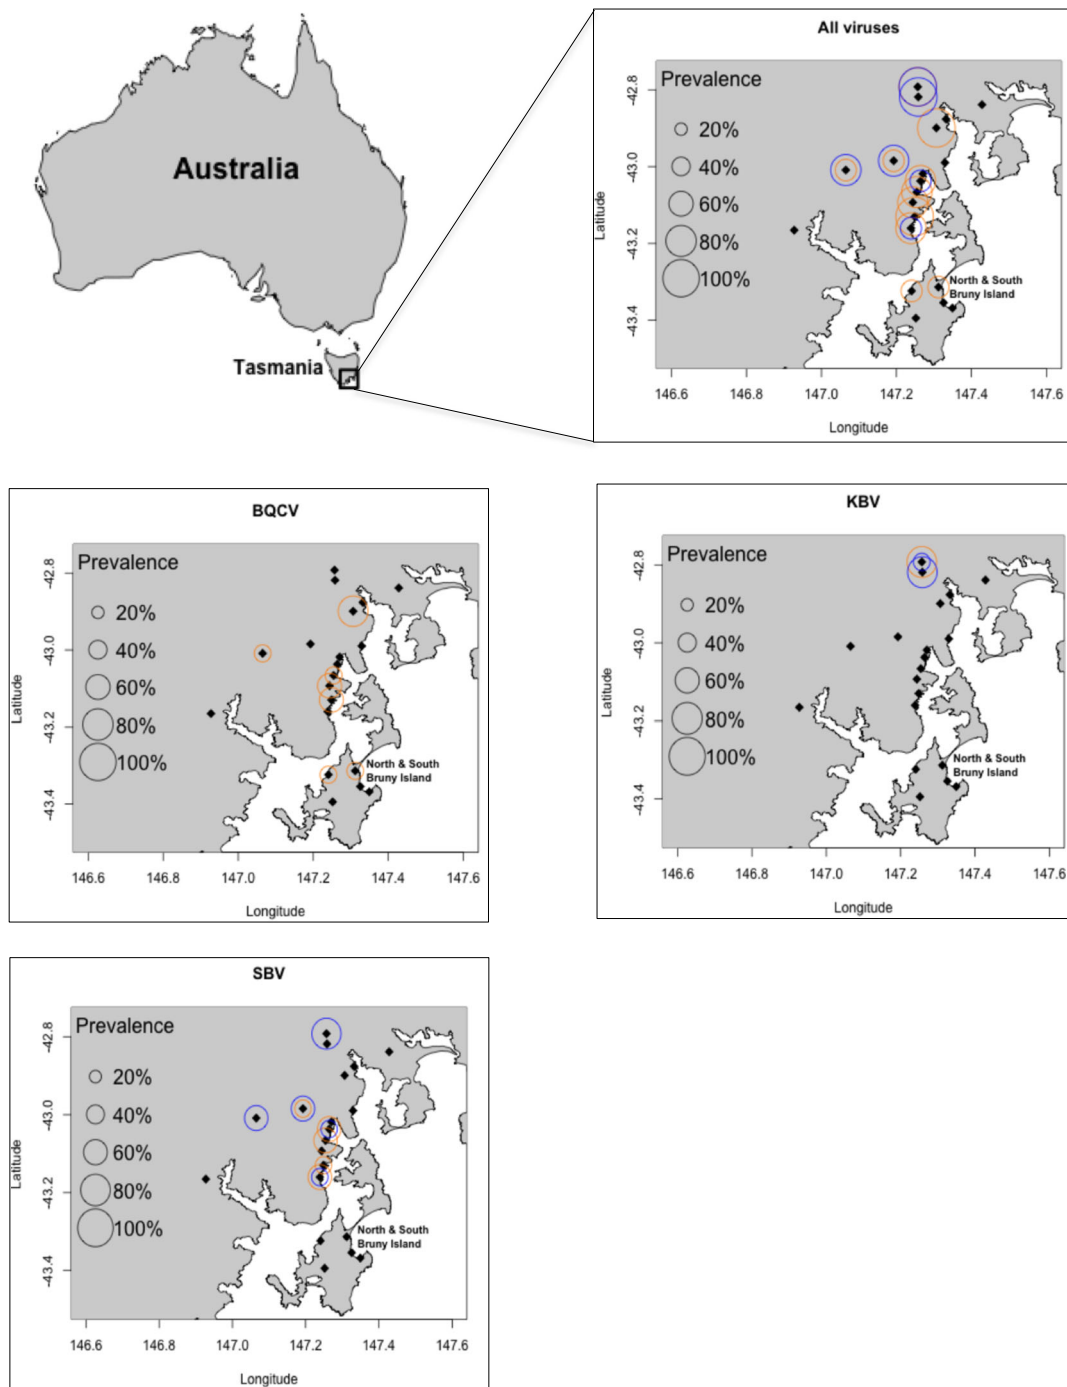 Australia
Tasmania
All viruses
Prevalence
20%
40%
60%
80%
100%
North & South
Bruny Island
-42.8
-43.0
-43.2
-43.4
Latitude
146.6
146.8
147.0
147.2
147.4
147.6
Longitude
BQCV
Prevalence
20%
40%
60%
80%
100%
North & South
Bruny Island
-42.8
-43.0
-43.2
-43.4
Latitude
146.6
146.8
147.0
147.2
147.4
147.6
Longitude
KBV
Prevalence
20%
40%
60%
80%
100%
North & South
Bruny Island
-42.8
-43.0
-43.2
-43.4
Latitude
146.6
146.8
147.0
147.2
147.4
147.6
Longitude
SBV
Prevalence
20%
40%
60%
80%
100%
North & South
Bruny Island
-42.8
-43.0
-43.2
-43.4
Latitude
146.6
146.8
147.0
147.2
147.4
147.6
Longitude